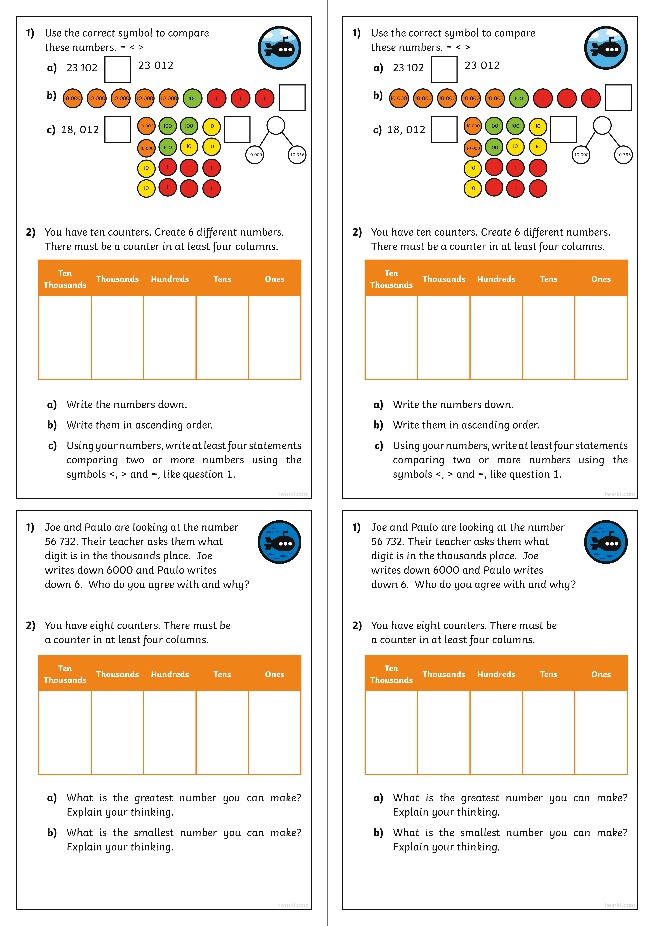 1) Use the correct symbol to compare
these numbers. = < >
a) 23 102 23 012
b)
c) 18, 012
2) You have ten counters. Create 6 different numbers.
There must be a counter in at least four columns.
Ten Thousands Thousands Hundreds Tens Ones
a) Write the numbers down.
b) Write them in ascending order.
c) Using your numbers, write at least four statements
comparing two or more numbers using the
symbols <, > and =, like question 1.
twinkl.com
1) Use the correct symbol to compare
these numbers. = < >
a) 23 102 23 012
b)
c) 18, 012
2) You have ten counters. Create 6 different numbers.
There must be a counter in at least four columns.
Ten Thousands Thousands Hundreds Tens Ones
a) Write the numbers down.
b) Write them in ascending order.
c) Using your numbers, write at least four statements
comparing two or more numbers using the
symbols <, > and =, like question 1.
twinkl.com
1) Joe and Paulo are looking at the number
56 732. Their teacher asks them what
digit is in the thousands place. Joe
writes down 6000 and Paulo writes
down 6. Who do you agree with and why?
2) You have eight counters. There must be
a counter in at least four columns.
Ten Thousands Thousands Hundreds Tens Ones
a) What is the greatest number you can make?
Explain your thinking.
b) What is the smallest number you can make?
Explain your thinking.
twinkl.com
1) Joe and Paulo are looking at the number
56 732. Their teacher asks them what
digit is in the thousands place. Joe
writes down 6000 and Paulo writes
down 6. Who do you agree with and why?
2) You have eight counters. There must be
a counter in at least four columns.
Ten Thousands Thousands Hundreds Tens Ones
a) What is the greatest number you can make?
Explain your thinking.
b) What is the smallest number you can make?
Explain your thinking.
twinkl.com